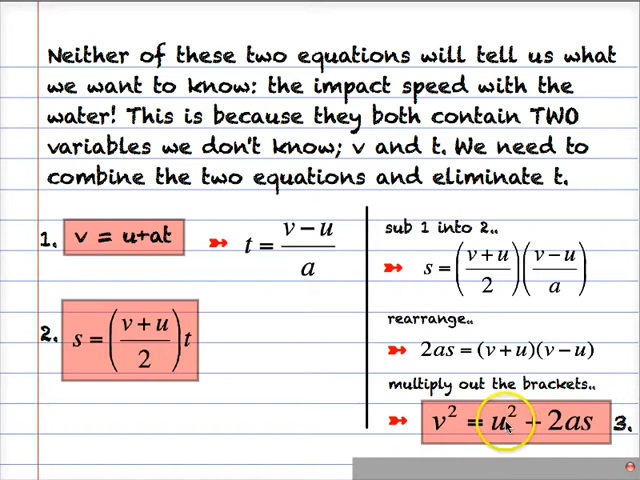 Neither of these two equations will tell us what
we want to know: the impact speed with the
water! This is because they both contain TWO
variables we don't know; v and t. We need to
combine the two equations and eliminate t.
1. v = u+at
t = (v − u)/a
2. s = ((v + u)/2)t
sub 1 into 2..
s = ((v + u)/2)((v − u)/a)
rearrange..
2as = (v + u)(v − u)
multiply out the brackets..
v² = u² + 2as 3.